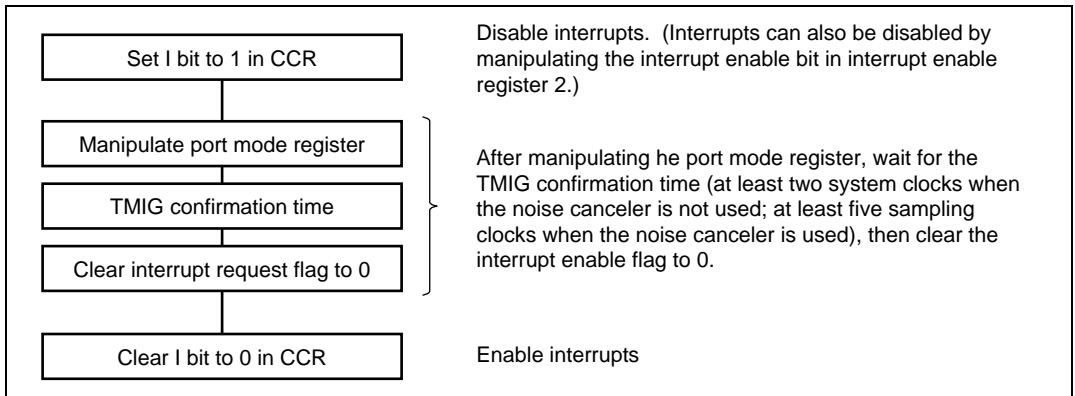 Set I bit to 1 in CCR
Disable interrupts. (Interrupts can also be disabled by
manipulating the interrupt enable bit in interrupt enable
register 2.)
Manipulate port mode register
TMIG confirmation time
Clear interrupt request flag to 0
After manipulating he port mode register, wait for the
TMIG confirmation time (at least two system clocks when
the noise canceler is not used; at least five sampling
clocks when the noise canceler is used), then clear the
interrupt enable flag to 0.
Clear I bit to 0 in CCR
Enable interrupts